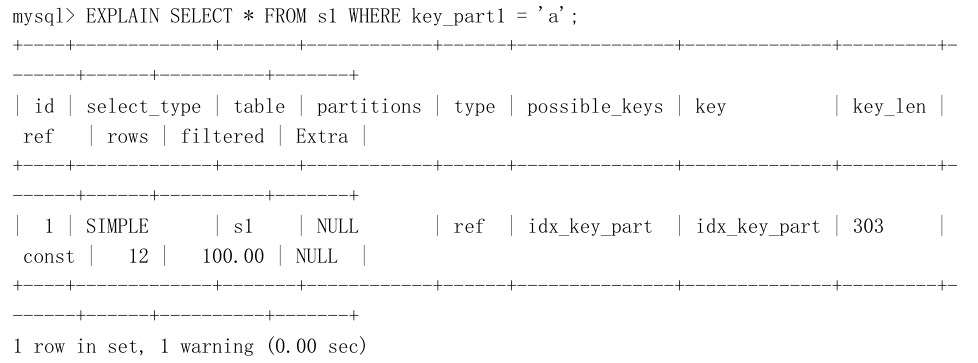 mysql> EXPLAIN SELECT * FROM s1 WHERE key_part1 = 'a';
+----+-------------+-------+------------+------+---------------+--------------+---------+-
------+------+----------+-------+
| id | select_type | table | partitions | type | possible_keys | key          | key_len |
 ref   | rows | filtered | Extra |
+----+-------------+-------+------------+------+---------------+--------------+---------+-
------+------+----------+-------+
|  1 | SIMPLE      | s1    | NULL       | ref  | idx_key_part  | idx_key_part | 303     |
 const |   12 |   100.00 | NULL  |
+----+-------------+-------+------------+------+---------------+--------------+---------+-
------+------+----------+-------+
1 row in set, 1 warning (0.00 sec)